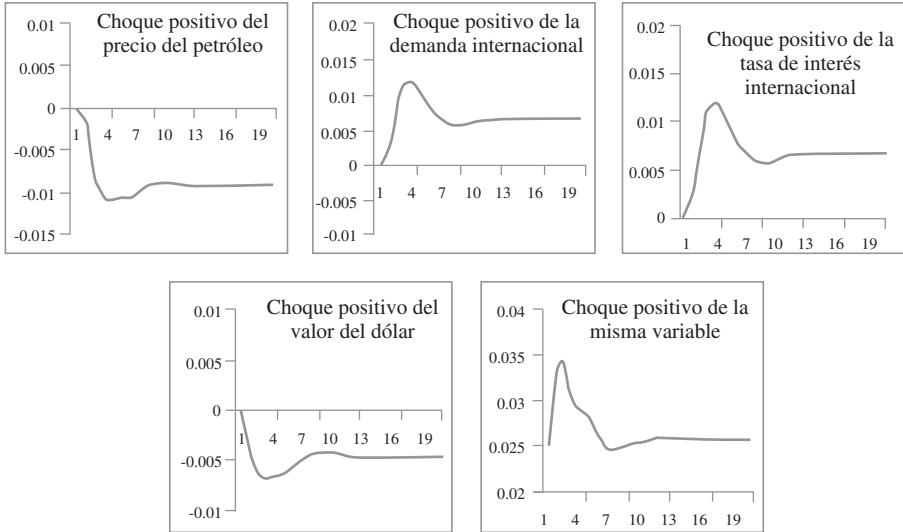 Choque positivo del
precio del petróleo
0.01
0.005
0
-0.005
-0.01
-0.015
1 4 7 10 13 16 19
Choque positivo de la
demanda internacional
0.02
0.015
0.01
0.005
0
-0.005
-0.01
1 4 7 10 13 16 19
Choque positivo de la
tasa de interés
internacional
0.02
0.015
0.01
0.005
0
1 4 7 10 13 16 19
Choque positivo del
valor del dólar
0.01
0.005
0
-0.005
-0.01
1 4 7 10 13 16 19
Choque positivo de la
misma variable
0.04
0.035
0.03
0.025
0.02
1 4 7 10 13 16 19